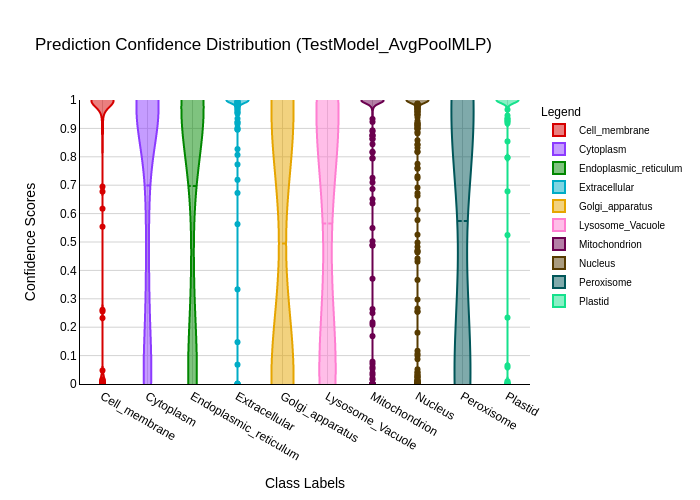 Prediction Confidence Distribution (TestModel_AvgPoolMLP)
Legend
Cell_membrane
Cytoplasm
Endoplasmic_reticulum
Extracellular
Golgi_apparatus
Lysosome_Vacuole
Mitochondrion
Nucleus
Peroxisome
Plastid
Confidence Scores
1
0.9
0.8
0.7
0.6
0.5
0.4
0.3
0.2
0.1
0
Cell_membrane
Cytoplasm
Endoplasmic_reticulum
Extracellular
Golgi_apparatus
Lysosome_Vacuole
Mitochondrion
Nucleus
Peroxisome
Plastid
Class Labels